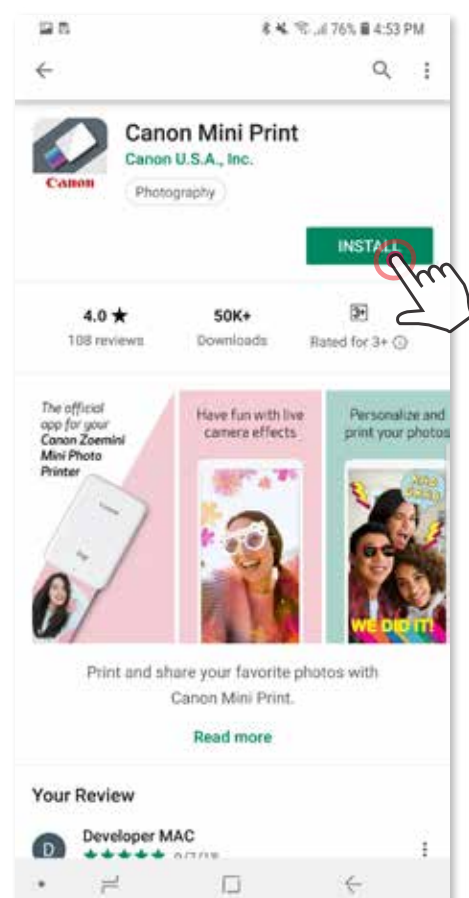 76% 4:53 PM
Canon Mini Print
Canon U.S.A., Inc.
Canon
Photography
INSTALL
4.0 ★
50K+
3+
108 reviews
Downloads
Rated for 3+
The official
app for your
Canon Zoemini
Mini Photo
Printer
Have fun with live
camera effects
Personalize and
print your photos
Canon
WE DID IT!
Print and share your favorite photos with
Canon Mini Print.
Read more
Your Review
D
Developer MAC
★★★★★